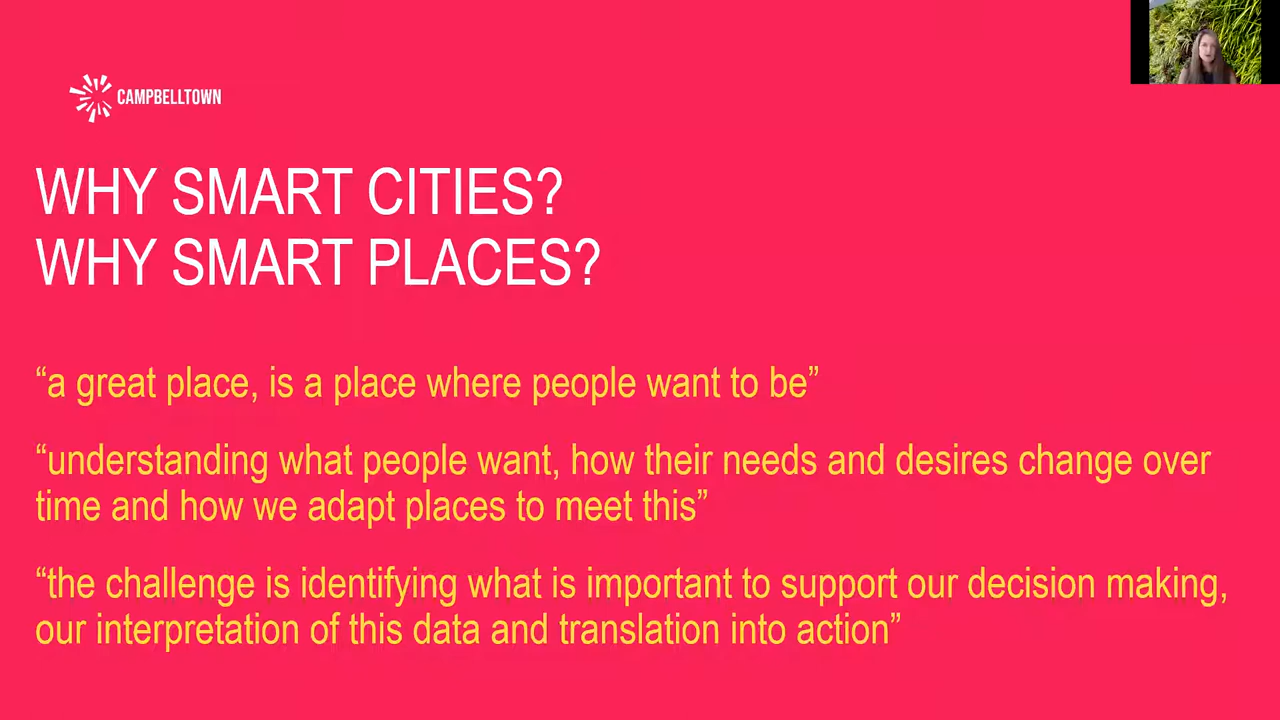 CAMPBELLTOWN
WHY SMART CITIES?
WHY SMART PLACES?
“a great place, is a place where people want to be”
“understanding what people want, how their needs and desires change over
time and how we adapt places to meet this”
“the challenge is identifying what is important to support our decision making,
our interpretation of this data and translation into action”